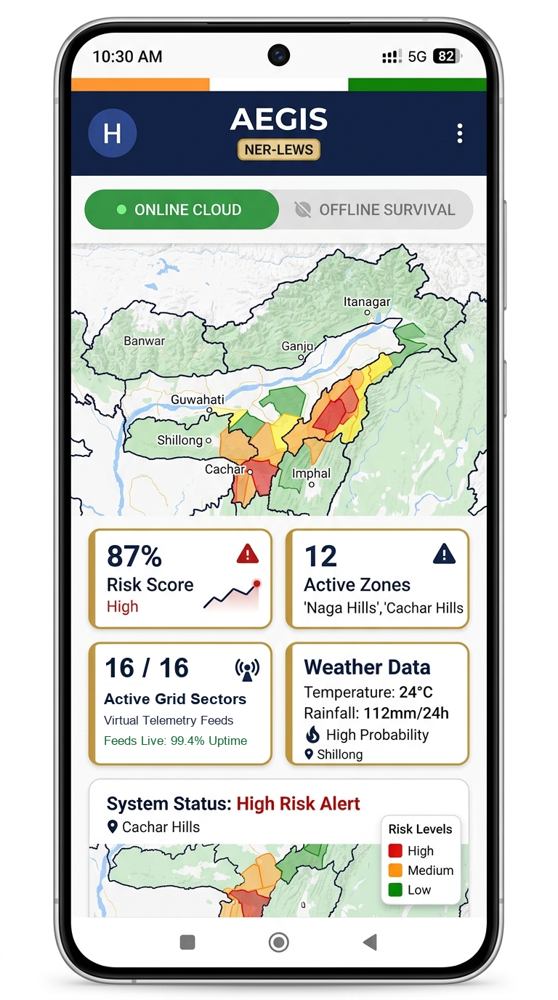 10:30 AM 5G 82
H
AEGIS
NER-LEWS
ONLINE CLOUD
OFFLINE SURVIVAL
Itanagar
Banwar
Ganju
Guwahati
Shillong
Cachar
Imphal
87%
Risk Score
High
12
Active Zones
'Naga Hills','Cachar Hills
16 / 16
Active Grid Sectors
Virtual Telemetry Feeds
Feeds Live: 99.4% Uptime
Weather Data
Temperature: 24°C
Rainfall: 112mm/24h
High Probability
Shillong
System Status: High Risk Alert
Cachar Hills
Risk Levels
High
Medium
Low